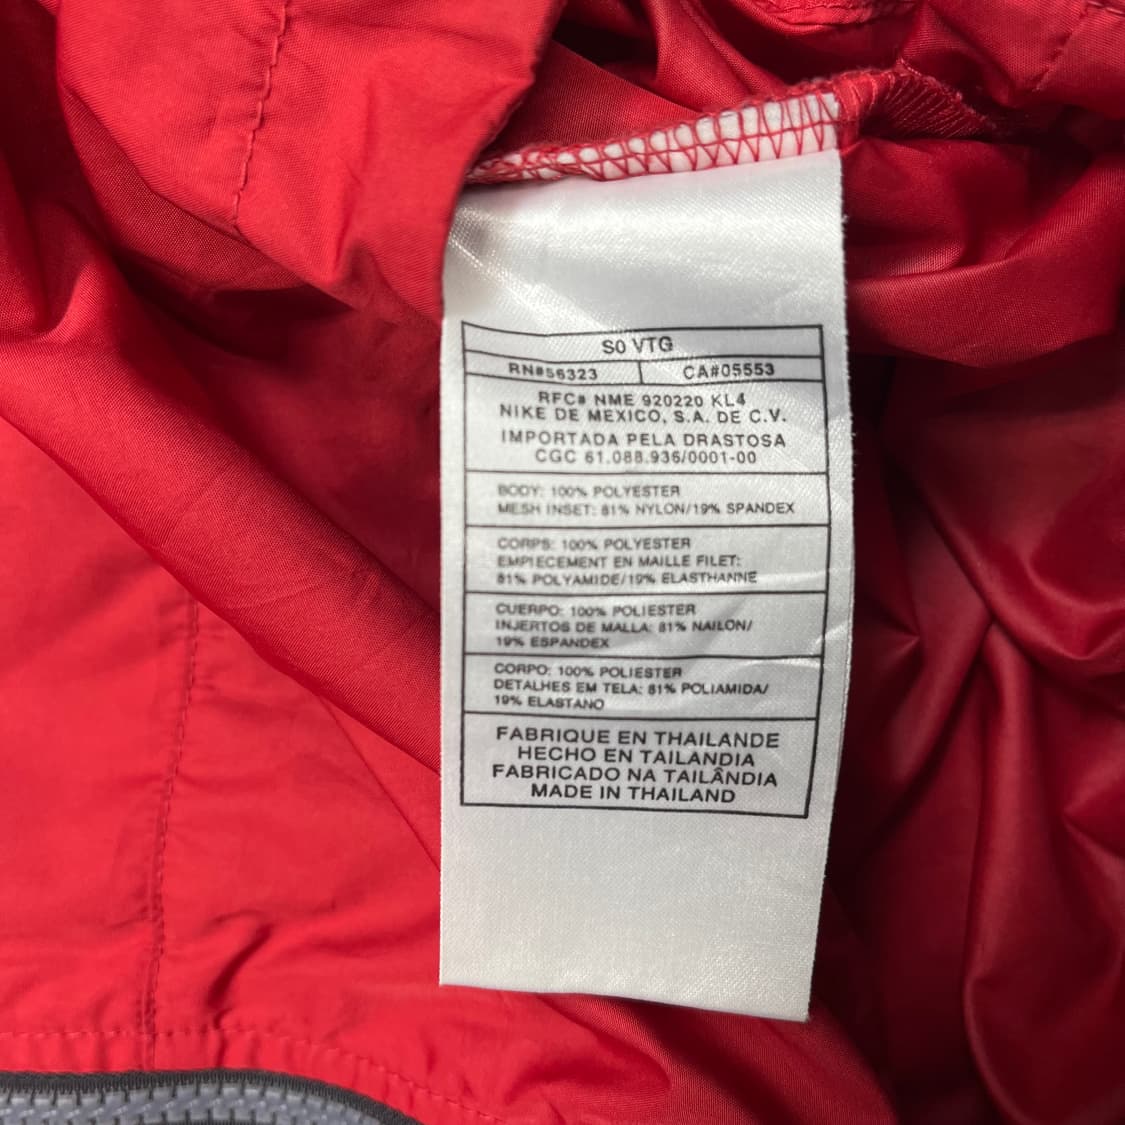 S0 VTG
RN#56323 CA#05553
RFC# NME 920220 KL4
NIKE DE MEXICO, S.A. DE C.V.
IMPORTADA PELA DRASTOSA
CGC 61.088.936/0001-00
BODY: 100% POLYESTER
MESH INSET: 81% NYLON/19% SPANDEX
CORPS: 100% POLYESTER
EMPIECEMENT EN MAILLE FILET:
81% POLYAMIDE/19% ELASTHANNE
CUERPO: 100% POLIESTER
INJERTOS DE MALLA: 81% NAILON/
19% ESPANDEX
CORPO: 100% POLIESTER
DETALHES EM TELA: 81% POLIAMIDA/
19% ELASTANO
FABRIQUE EN THAILANDE
HECHO EN TAILANDIA
FABRICADO NA TAILÂNDIA
MADE IN THAILAND